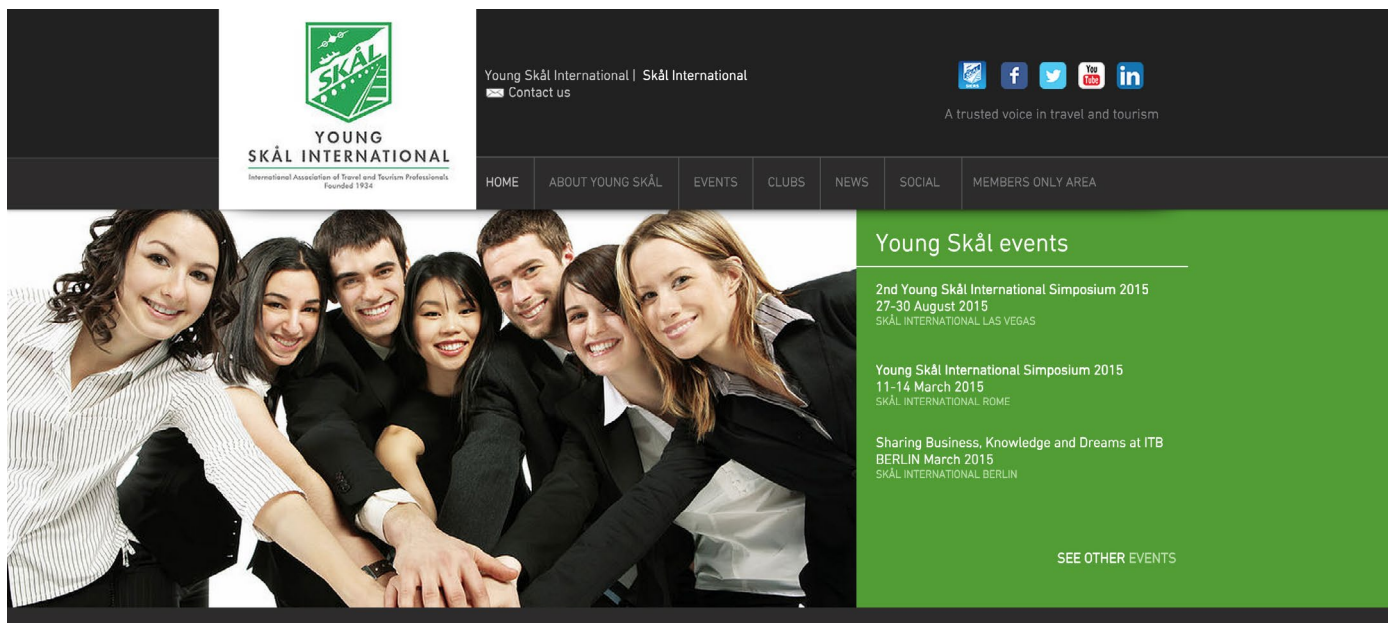 SKÅL
YOUNG
SKÅL INTERNATIONAL
International Association of Travel and Tourism Professionals
Founded 1934
Young Skål International | Skål International
Contact us
You
Tube
A trusted voice in travel and tourism
HOME
ABOUT YOUNG SKÅL
EVENTS
CLUBS
NEWS
SOCIAL
MEMBERS ONLY AREA
Young Skål events
2nd Young Skål International Simposium 2015
27-30 August 2015
SKÅL INTERNATIONAL LAS VEGAS
Young Skål International Simposium 2015
11-14 March 2015
SKÅL INTERNATIONAL ROME
Sharing Business, Knowledge and Dreams at ITB
BERLIN March 2015
SKÅL INTERNATIONAL BERLIN
SEE OTHER EVENTS